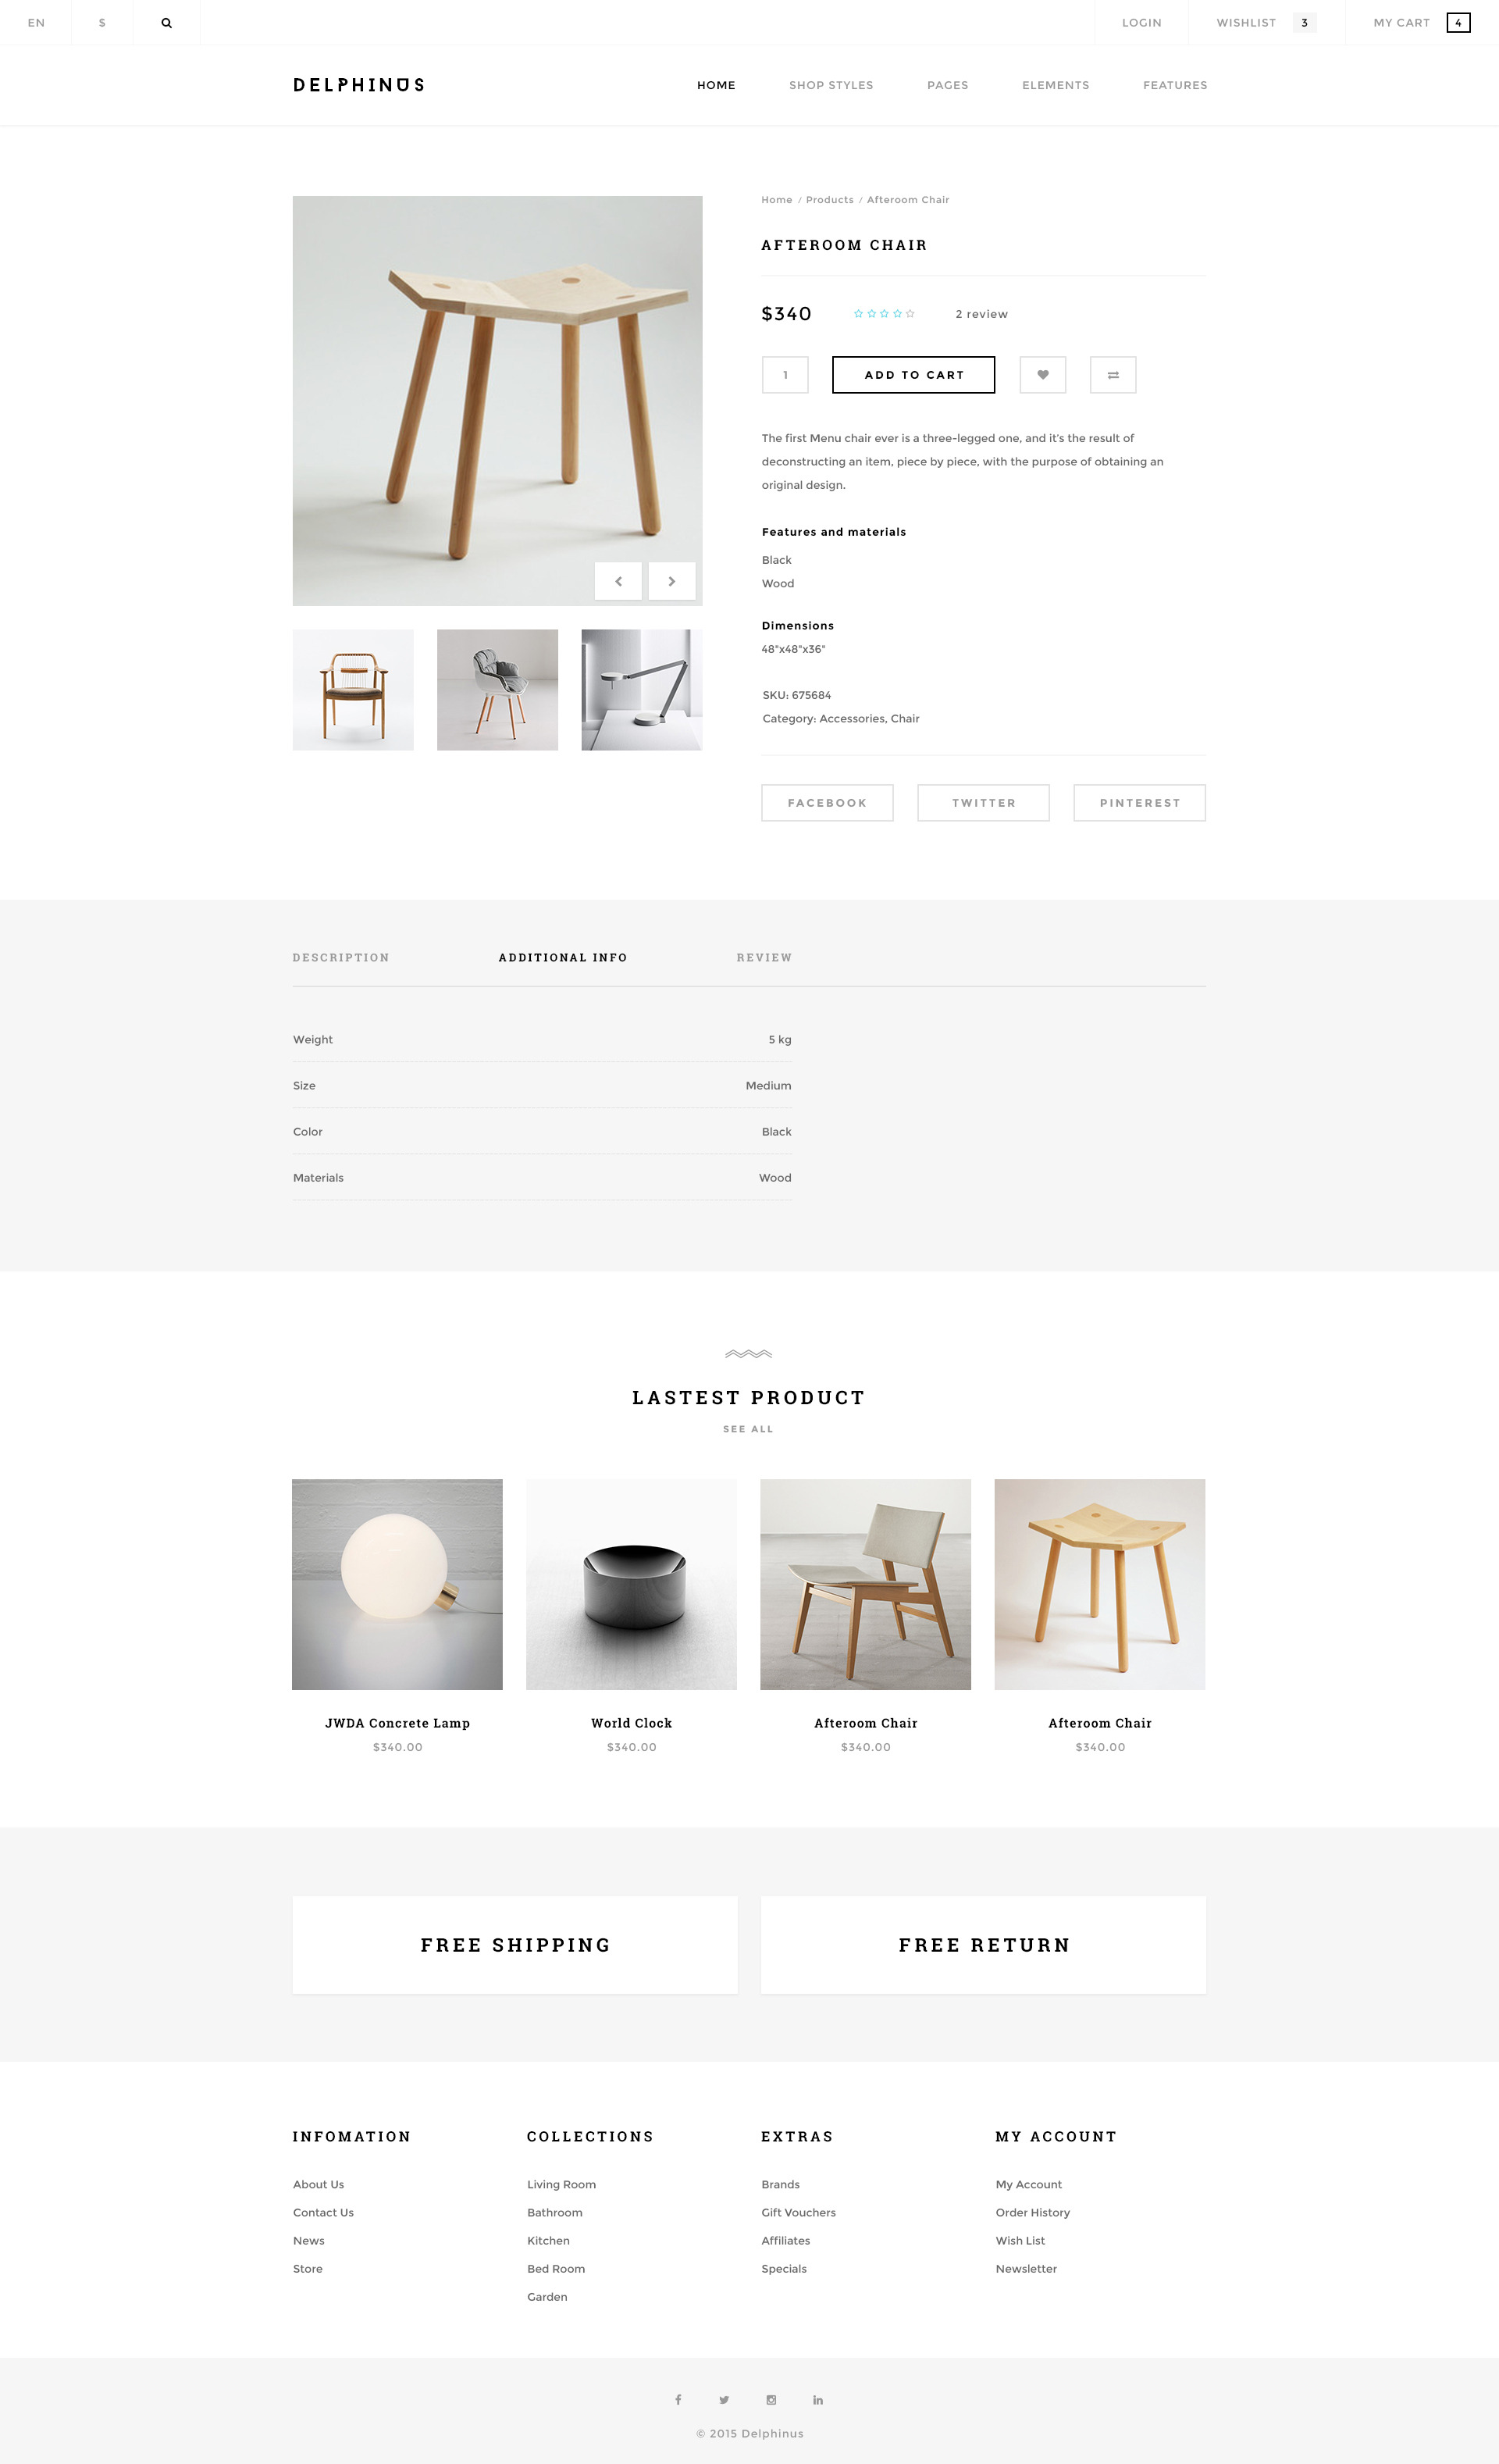 EN $ LOGIN WISHLIST 3 MY CART 4
DELPHINUS HOME SHOP STYLES PAGES ELEMENTS FEATURES
Home / Products / Afteroom Chair
AFTEROOM CHAIR
$340 2 review
1 ADD TO CART
The first Menu chair ever is a three-legged one, and it's the result of
deconstructing an item, piece by piece, with the purpose of obtaining an
original design.
Features and materials
Black
Wood
Dimensions
48"x48"x36"
SKU: 675684
Category: Accessories, Chair
FACEBOOK TWITTER PINTEREST
DESCRIPTION ADDITIONAL INFO REVIEW
Weight 5 kg
Size Medium
Color Black
Materials Wood
LASTEST PRODUCT
SEE ALL
JWDA Concrete Lamp World Clock Afteroom Chair Afteroom Chair
$340.00 $340.00 $340.00 $340.00
FREE SHIPPING FREE RETURN
INFOMATION COLLECTIONS EXTRAS MY ACCOUNT
About Us Living Room Brands My Account
Contact Us Bathroom Gift Vouchers Order History
News Kitchen Affiliates Wish List
Store Bed Room Specials Newsletter
Garden
© 2015 Delphinus